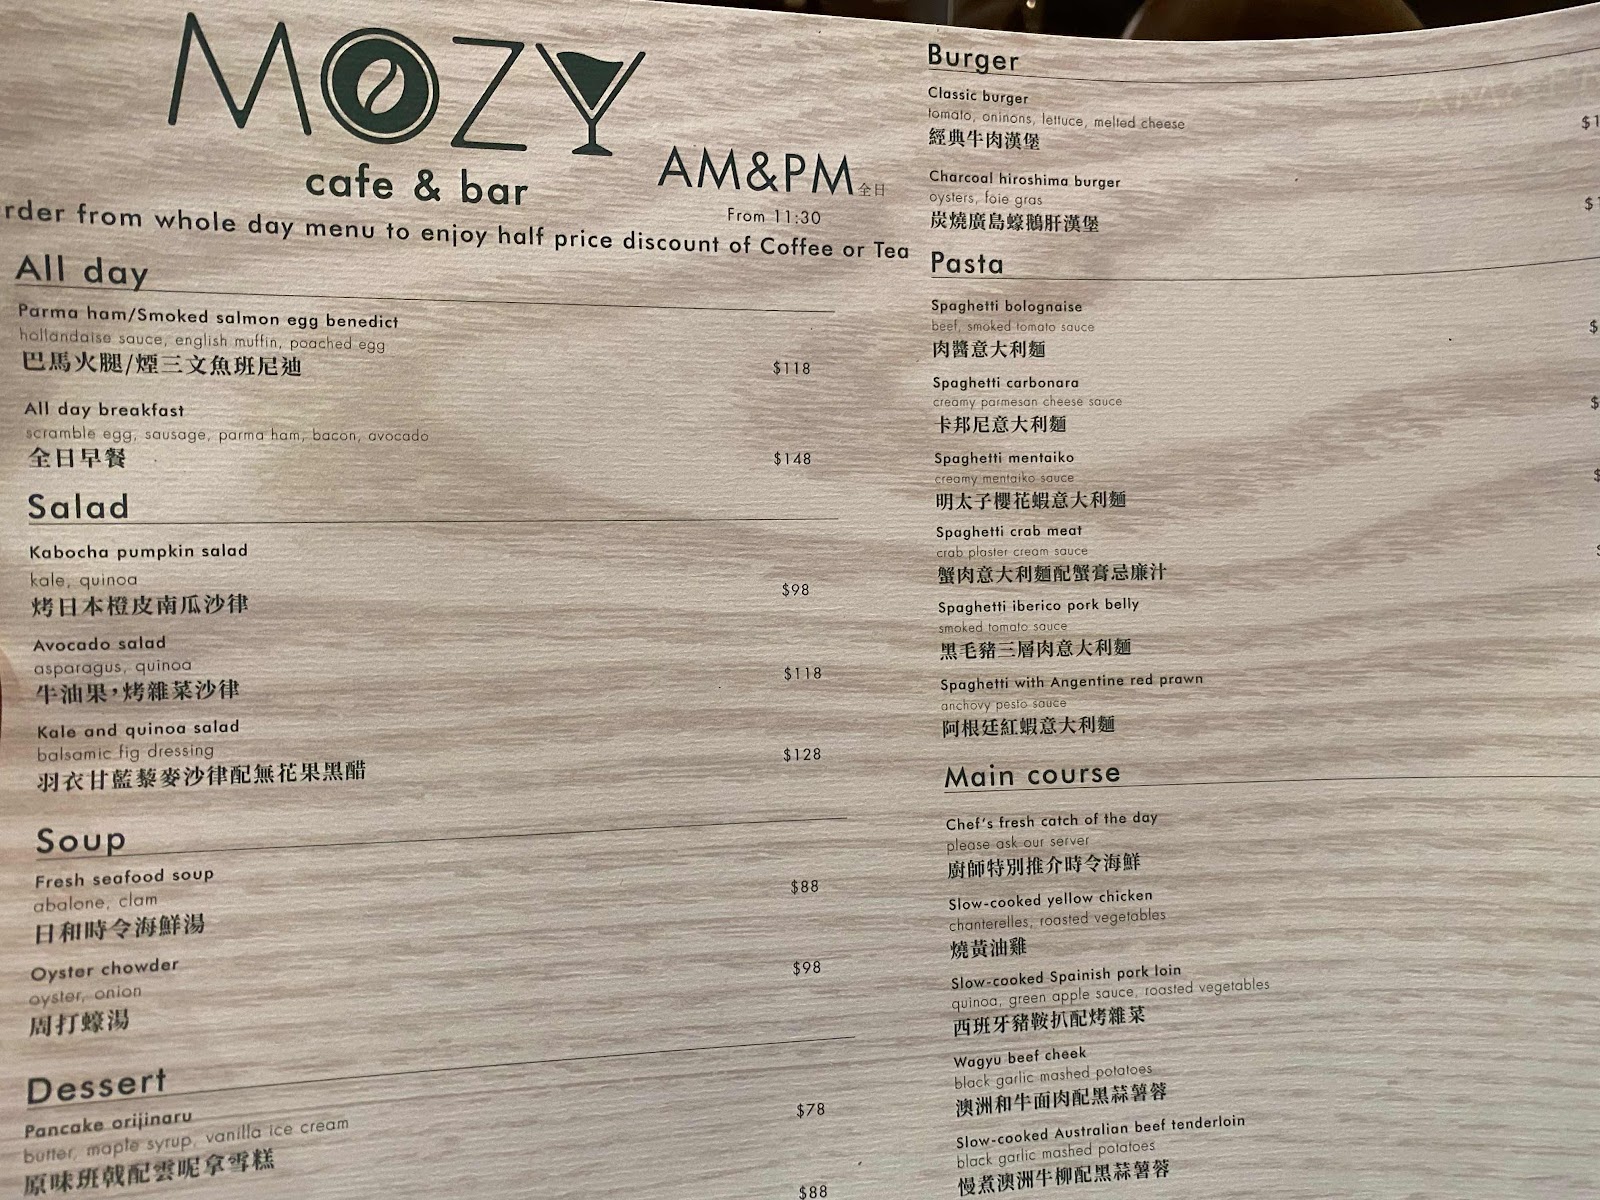 MOZY
cafe & bar
AM&PM 全日
From 11:30
rder from whole day menu to enjoy half price discount of Coffee or Tea
All day
Parma ham/Smoked salmon egg benedict
hollandaise sauce, english muffin, poached egg
巴馬火腿/煙三文魚班尼迪 $118
All day breakfast
scramble egg, sausage, parma ham, bacon, avocado
全日早餐 $148
Salad
Kabocha pumpkin salad
kale, quinoa $98
烤日本橙皮南瓜沙律
Avocado salad
asparagus, quinoa $118
牛油果，烤雜菜沙律
Kale and quinoa salad
balsamic fig dressing $128
羽衣甘藍藜麥沙律配無花果黑醋
Soup
Fresh seafood soup $88
abalone, clam
日和時令海鮮湯
Oyster chowder $98
oyster, onion
周打蠔湯
Dessert
Pancake orijinaru $78
butter, maple syrup, vanilla ice cream
原味班戟配雲呢拿雪糕
$88
Burger
Classic burger
tomato, oninons, lettuce, melted cheese $1
經典牛肉漢堡
Charcoal hiroshima burger
oysters, foie gras $1
炭燒廣島蠔鵝肝漢堡
Pasta
Spaghetti bolognaise
beef, smoked tomato sauce $
肉醬意大利麵
Spaghetti carbonara
creamy parmesan cheese sauce $
卡邦尼意大利麵
Spaghetti mentaiko
creamy mentaiko sauce $
明太子櫻花蝦意大利麵
Spaghetti crab meat
crab plaster cream sauce $
蟹肉意大利麵配蟹膏忌廉汁
Spaghetti iberico pork belly
smoked tomato sauce
黑毛豬三層肉意大利麵
Spaghetti with Angentine red prawn
anchovy pesto sauce
阿根廷紅蝦意大利麵
Main course
Chef's fresh catch of the day
please ask our server
廚師特別推介時令海鮮
Slow-cooked yellow chicken
chanterelles, roasted vegetables
燒黃油雞
Slow-cooked Spainish pork loin
quinoa, green apple sauce, roasted vegetables
西班牙豬鞍扒配烤雜菜
Wagyu beef cheek
black garlic mashed potatoes
澳洲和牛面肉配黑蒜薯蓉
Slow-cooked Australian beef tenderloin
black garlic mashed potatoes
慢煮澳洲牛柳配黑蒜薯蓉